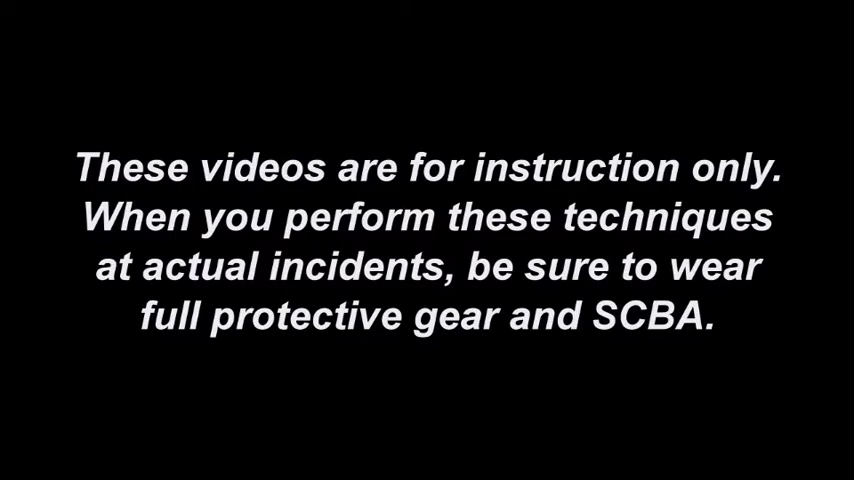 These videos are for instruction only.
When you perform these techniques
at actual incidents, be sure to wear
full protective gear and SCBA.